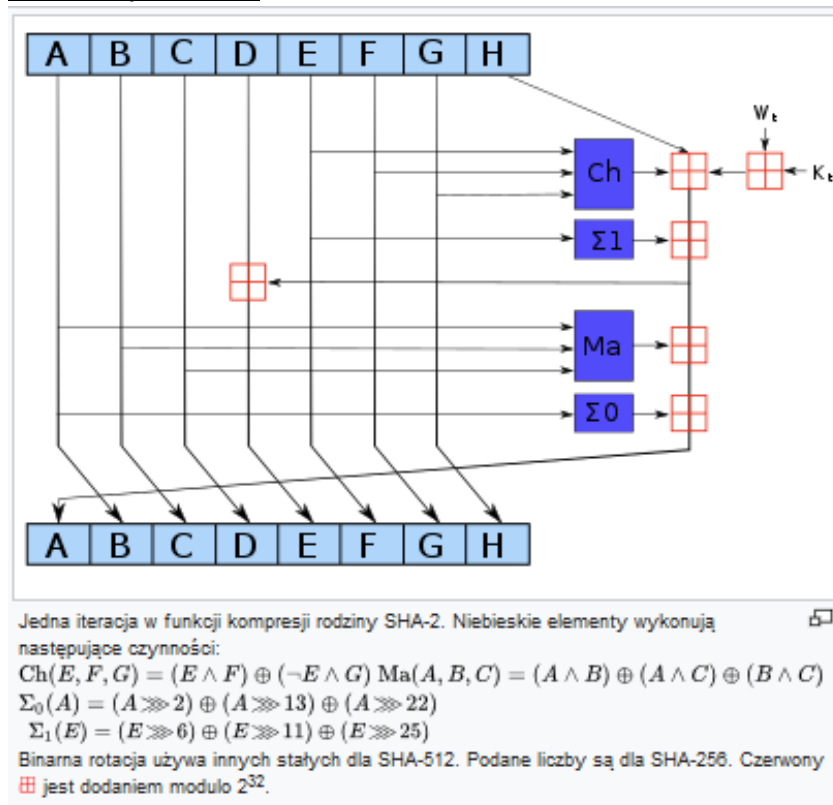 A B C D E F G H
Wₜ
Ch
Kₜ
Σ1
Ma
Σ0
A B C D E F G H
Jedna iteracja w funkcji kompresji rodziny SHA-2. Niebieskie elementy wykonują
następujące czynności:
Ch(E, F, G) = (E ∧ F) ⊕ (¬E ∧ G) Ma(A, B, C) = (A ∧ B) ⊕ (A ∧ C) ⊕ (B ∧ C)
Σ₀(A) = (A ⋙ 2) ⊕ (A ⋙ 13) ⊕ (A ⋙ 22)
Σ₁(E) = (E ⋙ 6) ⊕ (E ⋙ 11) ⊕ (E ⋙ 25)
Binarna rotacja używa innych stałych dla SHA-512. Podane liczby są dla SHA-256. Czerwony
⊞ jest dodaniem modulo 2³².